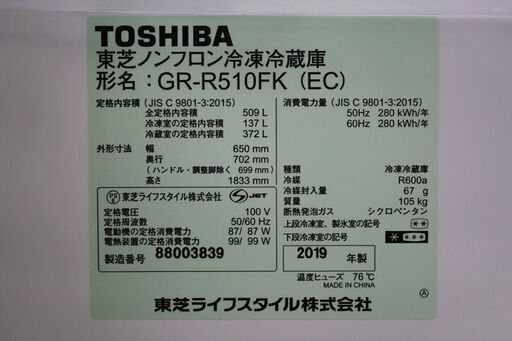 TOSHIBA
東芝ノンフロン冷凍冷蔵庫
形名：GR-R510FK (EC)
定格内容積 (JIS C 9801-3:2015)
全定格内容積 509 L
冷凍室の定格内容積 137 L
冷蔵室の定格内容積 372 L
外形寸法 幅 650 mm
奥行 702 mm
(ハンドル・調整脚除く 699 mm)
高さ 1833 mm
消費電力量 (JIS C 9801-3:2015)
50Hz 280 kWh/年
60Hz 280 kWh/年
種類 冷凍冷蔵庫
冷媒 R600a
冷媒封入量 67 g
質量 105 kg
断熱発泡ガス シクロペンタン
上段冷凍室、製氷室の記号
下段冷凍室の記号
PS E 東芝ライフスタイル株式会社 S JET
定格電圧 100 V
定格周波数 50/60 Hz
電動機の定格消費電力 87/ 87 W
電熱装置の定格消費電力 99/ 99 W
製造番号 88003839
2019 年製
温度ヒューズ 76℃
MADE IN CHINA
東芝ライフスタイル株式会社
A